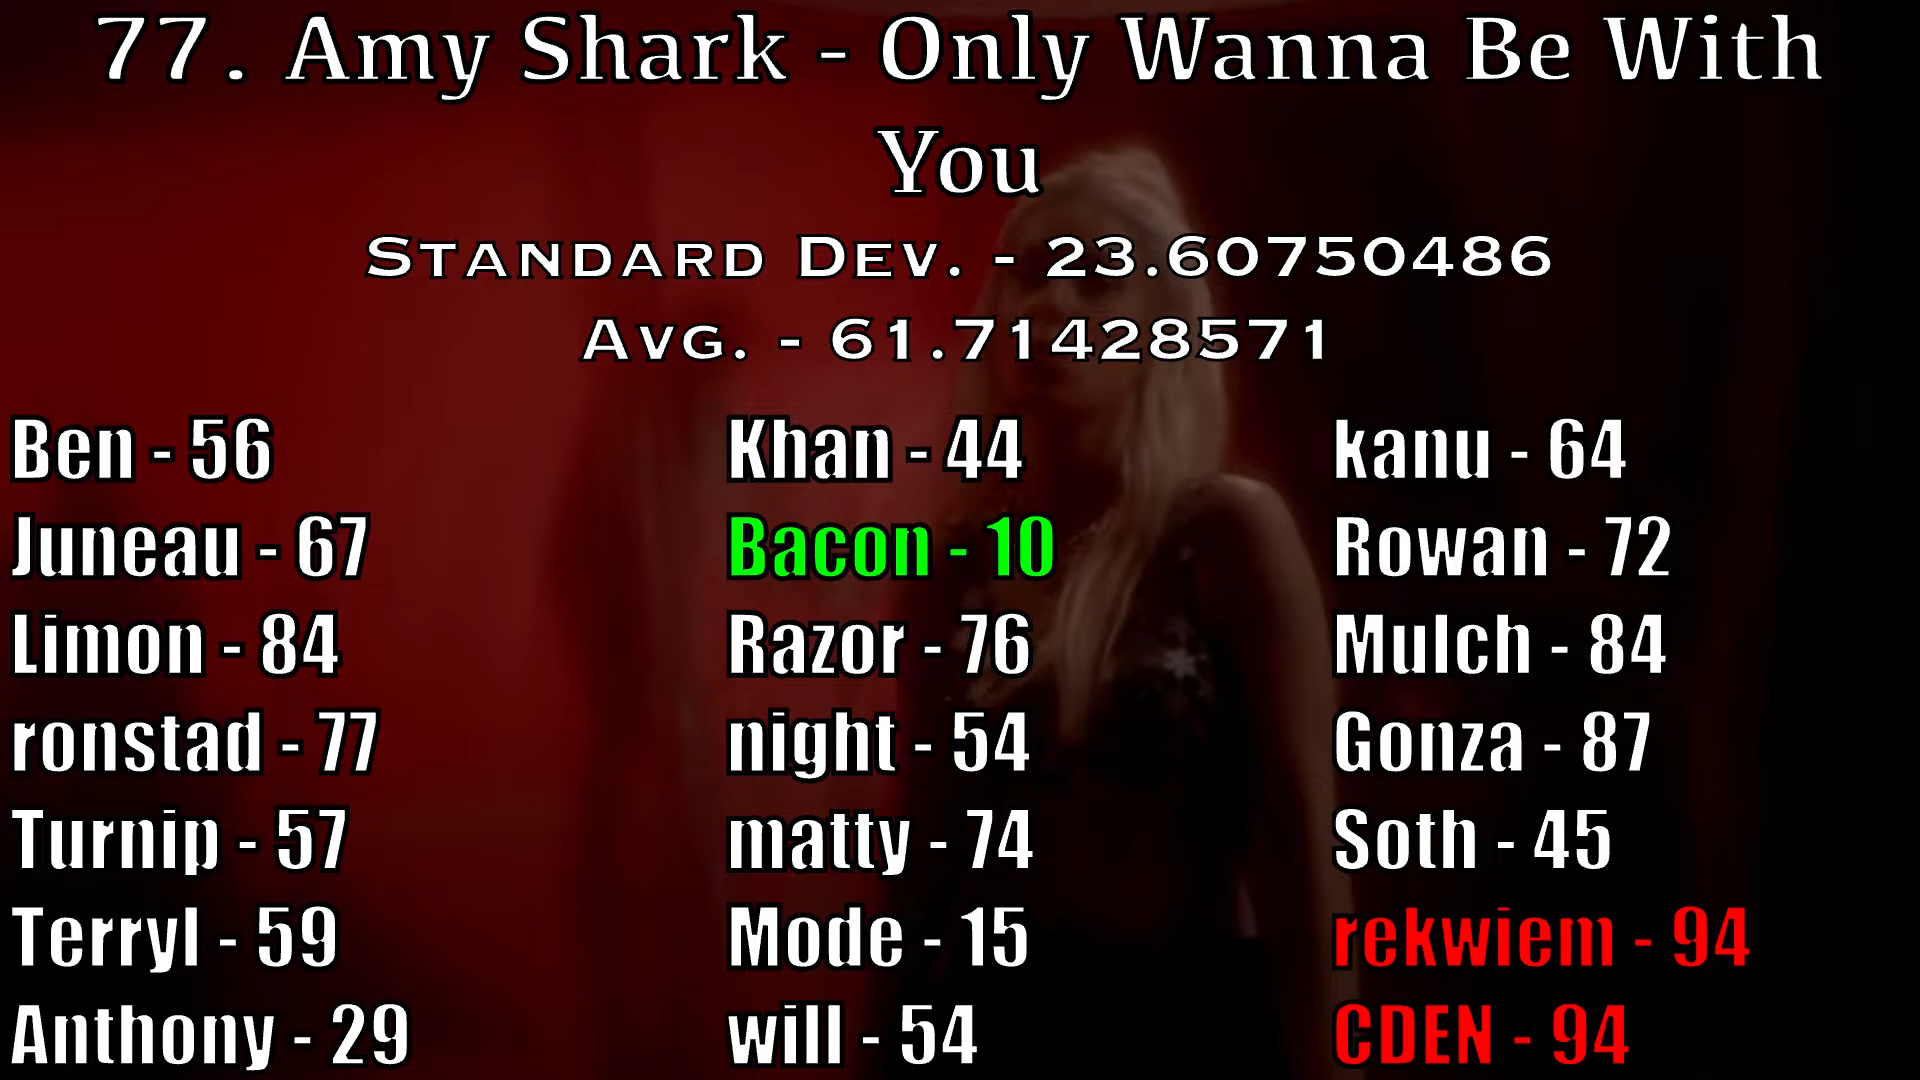 77. Amy Shark - Only Wanna Be With
You
Standard Dev. - 23.60750486
Avg. - 61.71428571
Ben - 56
Juneau - 67
Limon - 84
ronstad - 77
Turnip - 57
Terryl - 59
Anthony - 29
Khan - 44
Bacon - 10
Razor - 76
night - 54
matty - 74
Mode - 15
will - 54
kanu - 64
Rowan - 72
Mulch - 84
Gonza - 87
Soth - 45
rekwiem - 94
CDEN - 94